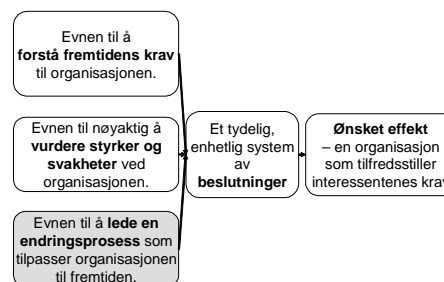 Evnen til å
forstå fremtidens krav
til organisasjonen.
Evnen til nøyaktig å
vurdere styrker og
svakheter ved
organisasjonen.
Evnen til å lede en
endringsprosess som
tilpasser organisasjonen
til fremtiden.
Et tydelig,
enhetlig system
av
beslutninger
Ønsket effekt
– en organisasjon
som tilfredsstiller
interessentenes krav